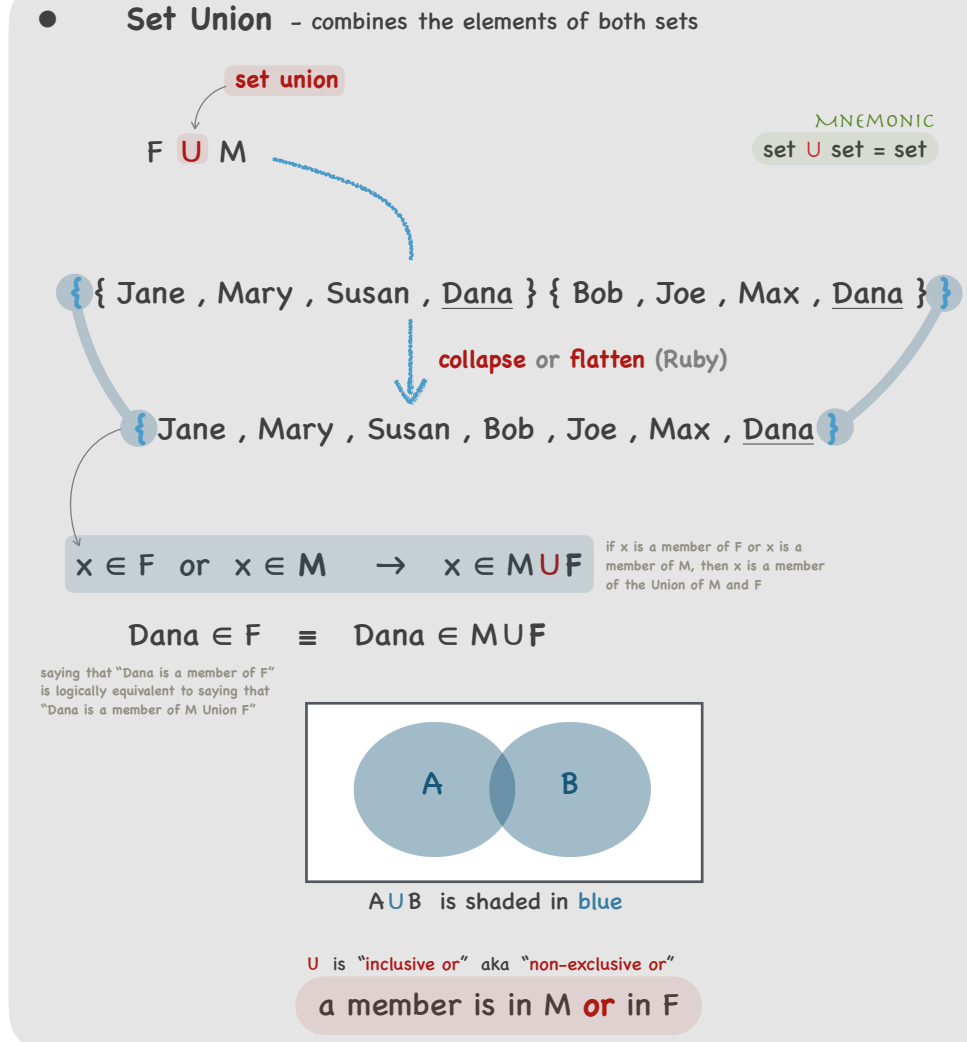 • Set Union - combines the elements of both sets
set union
F U M
MNEMONIC
set U set = set
{ { Jane , Mary , Susan , Dana } { Bob , Joe , Max , Dana } }
collapse or flatten (Ruby)
{ Jane , Mary , Susan , Bob , Joe , Max , Dana }
x ∈ F or x ∈ M → x ∈ M U F
if x is a member of F or x is a
member of M, then x is a member
of the Union of M and F
Dana ∈ F ≡ Dana ∈ M U F
saying that “Dana is a member of F”
is logically equivalent to saying that
“Dana is a member of M Union F”
A B
A U B is shaded in blue
U is “inclusive or” aka “non-exclusive or”
a member is in M or in F